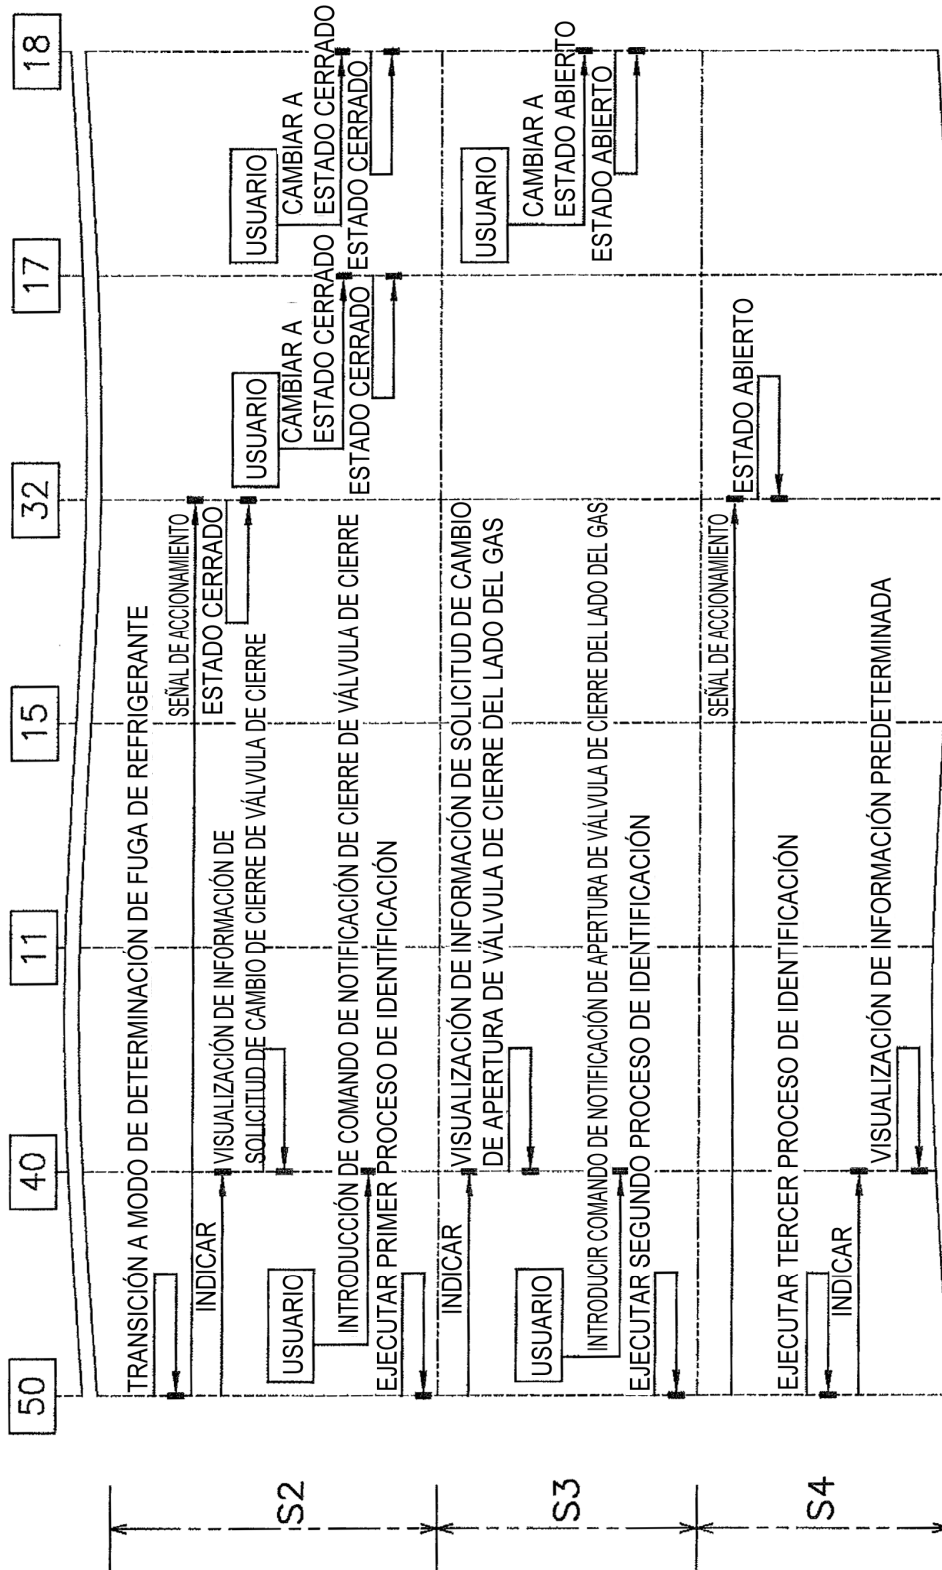 50
40
11
15
32
17
18
S2
TRANSICIÓN A MODO DE DETERMINACIÓN DE FUGA DE REFRIGERANTE
SEÑAL DE ACCIONAMIENTO
ESTADO CERRADO
INDICAR
VISUALIZACIÓN DE INFORMACIÓN DE
SOLICITUD DE CAMBIO DE CIERRE DE VÁLVULA DE CIERRE
USUARIO
CAMBIAR A
ESTADO CERRADO
ESTADO CERRADO
USUARIO
CAMBIAR A
ESTADO CERRADO
ESTADO CERRADO
USUARIO
INTRODUCCIÓN DE COMANDO DE NOTIFICACIÓN DE CIERRE DE VÁLVULA DE CIERRE
EJECUTAR PRIMER PROCESO DE IDENTIFICACIÓN
S3
INDICAR
VISUALIZACIÓN DE INFORMACIÓN DE SOLICITUD DE CAMBIO
DE APERTURA DE VÁLVULA DE CIERRE DEL LADO DEL GAS
USUARIO
CAMBIAR A
ESTADO ABIERTO
ESTADO ABIERTO
USUARIO
INTRODUCIR COMANDO DE NOTIFICACIÓN DE APERTURA DE VÁLVULA DE CIERRE DEL LADO DEL GAS
EJECUTAR SEGUNDO PROCESO DE IDENTIFICACIÓN
S4
SEÑAL DE ACCIONAMIENTO
ESTADO ABIERTO
EJECUTAR TERCER PROCESO DE IDENTIFICACIÓN
INDICAR
VISUALIZACIÓN DE INFORMACIÓN PREDETERMINADA